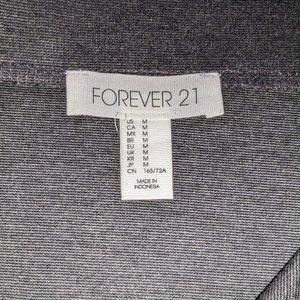 FOREVER 21
US M
CA M
MX M
BR M
EU M
UK M
KR M
JP M
CN 165/72A
MADE IN
INDONESIA